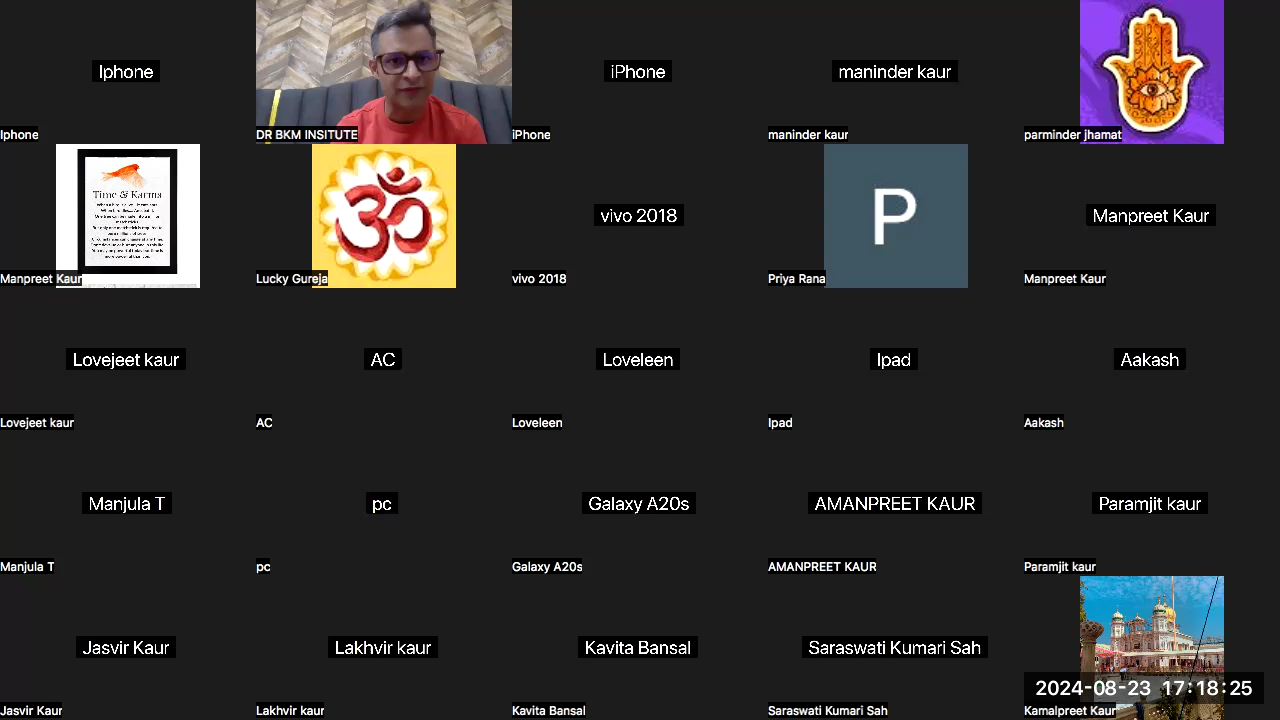 Iphone
iPhone
maninder kaur
Iphone
DR BKM INSITUTE
iPhone
maninder kaur
parminder jhamat
Time & Karma
vivo 2018
P
Manpreet Kaur
Manpreet Kaur
Lucky Gureja
vivo 2018
Priya Rana
Manpreet Kaur
Lovejeet kaur
AC
Loveleen
Ipad
Aakash
Lovejeet kaur
AC
Loveleen
Ipad
Aakash
Manjula T
pc
Galaxy A20s
AMANPREET KAUR
Paramjit kaur
Manjula T
pc
Galaxy A20s
AMANPREET KAUR
Paramjit kaur
Jasvir Kaur
Lakhvir kaur
Kavita Bansal
Saraswati Kumari Sah
2024-08-23 17:18:25
Jasvir Kaur
Lakhvir kaur
Kavita Bansal
Saraswati Kumari Sah
Kamalpreet Kaur